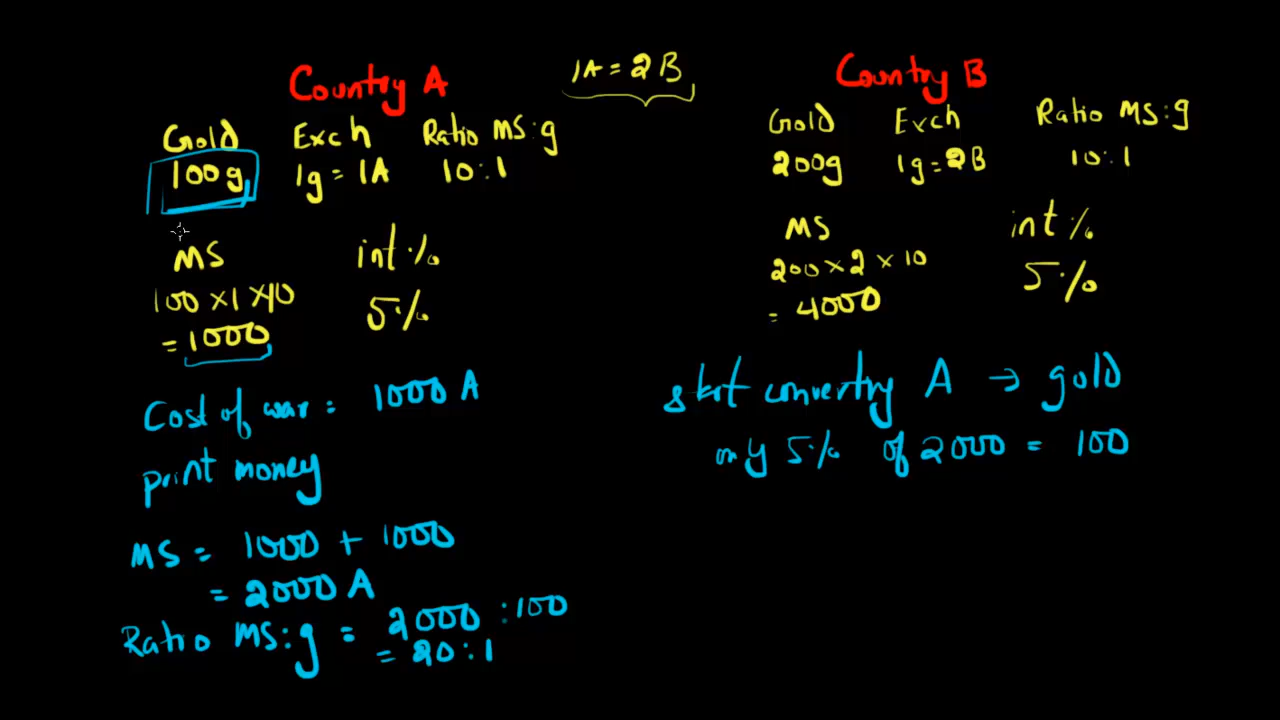 Country A
1A = 2B
Country B
Gold Exch Ratio MS:g
100g 1g = 1A 10:1
Gold Exch Ratio MS:g
200g 1g = 2B 10:1
MS int %
100 × 1 × 10 5%
= 1000
MS int %
200 × 2 × 10 5%
= 4000
Cost of war = 1000 A
print money
MS = 1000 + 1000
= 2000 A
Ratio MS:g = 2000 : 100
= 20:1
A → gold
5% of 2000 = 100